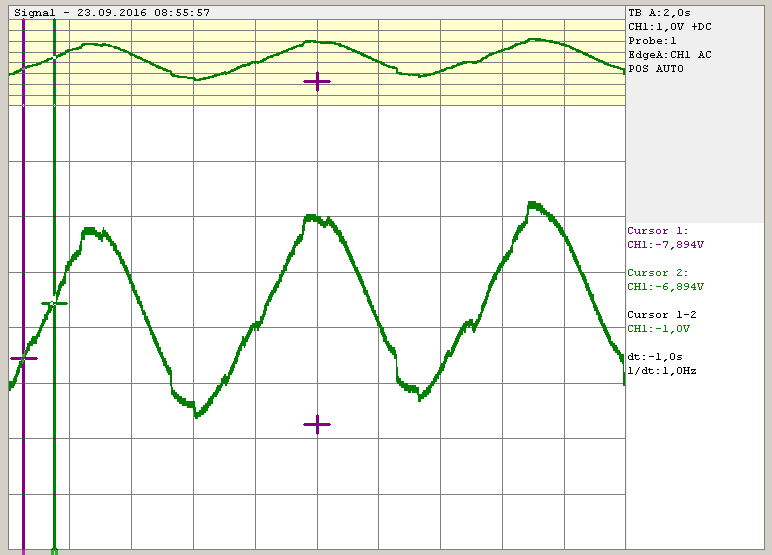 Signal - 23.09.2016 08:55:57
TB A:2,0s
CH1:1,0V +DC
Probe:1
EdgeA:CH1 AC
POS AUTO
Cursor 1:
CH1:-7,894V
Cursor 2:
CH1:-6,894V
Cursor 1-2
CH1:-1,0V
dt:-1,0s
1/dt:1,0Hz